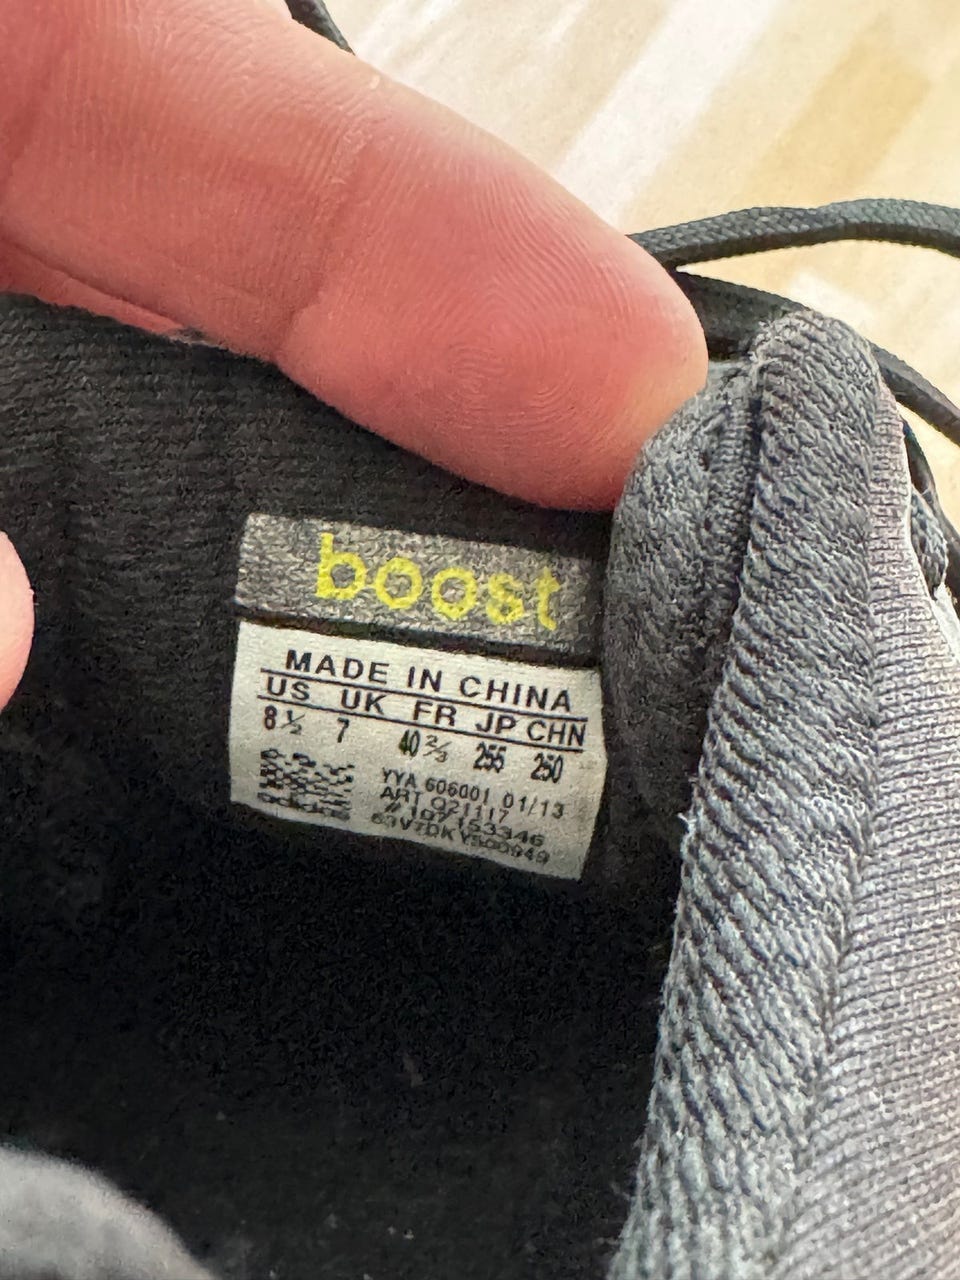 boost
MADE IN CHINA
US UK FR JP CHN
8½ 7 40⅔ 255 250
YYA 606001 01/13
ART Q21117
adidas